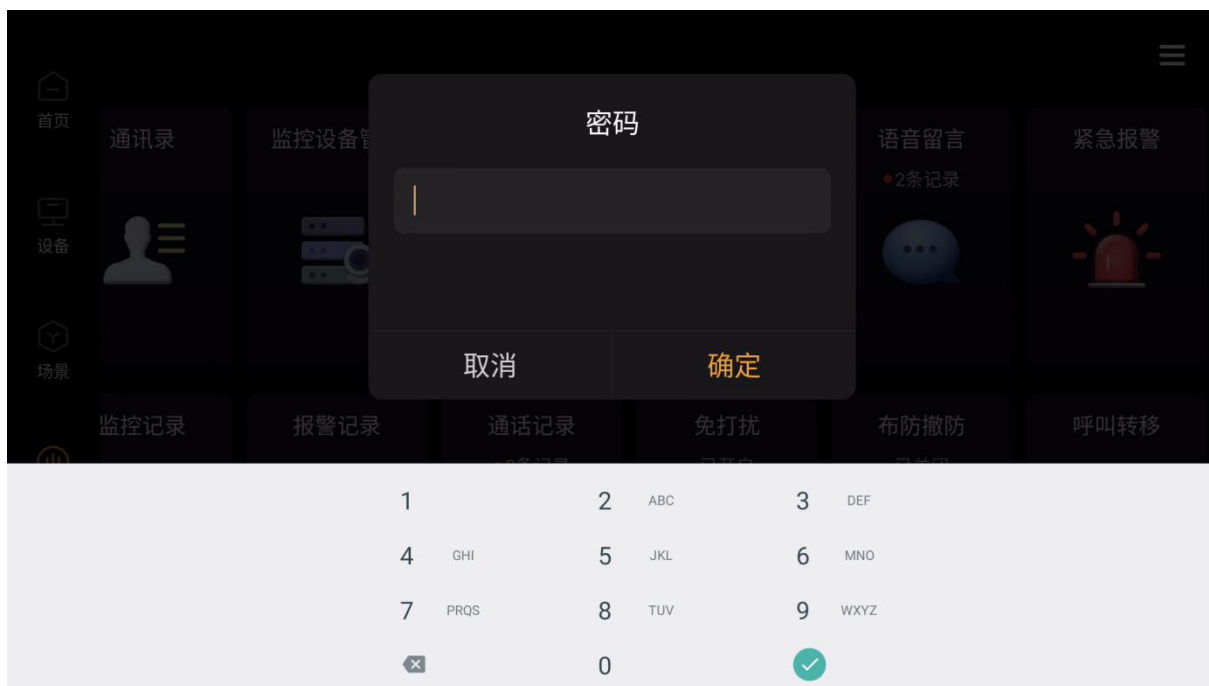 密码
首页
通讯录
监控设备管
语音留言
紧急报警
2条记录
设备
取消
确定
场景
监控记录
报警记录
通话记录
免打扰
布防撤防
呼叫转移
1
2 ABC
3 DEF
4 GHI
5 JKL
6 MNO
7 PRQS
8 TUV
9 WXYZ
0